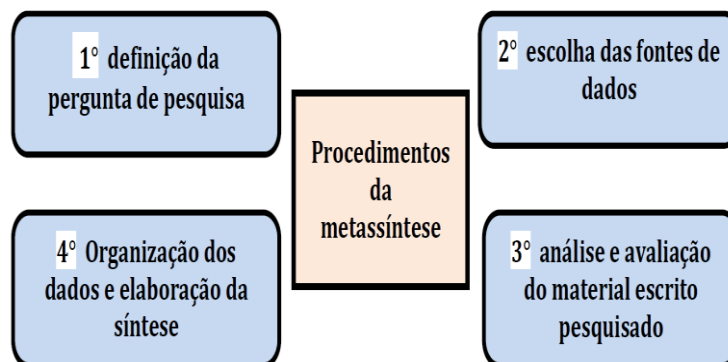 1° definição da
pergunta de pesquisa
2° escolha das fontes de
dados
Procedimentos
da
metassíntese
4° Organização dos
dados e elaboração da
síntese
3° análise e avaliação
do material escrito
pesquisado